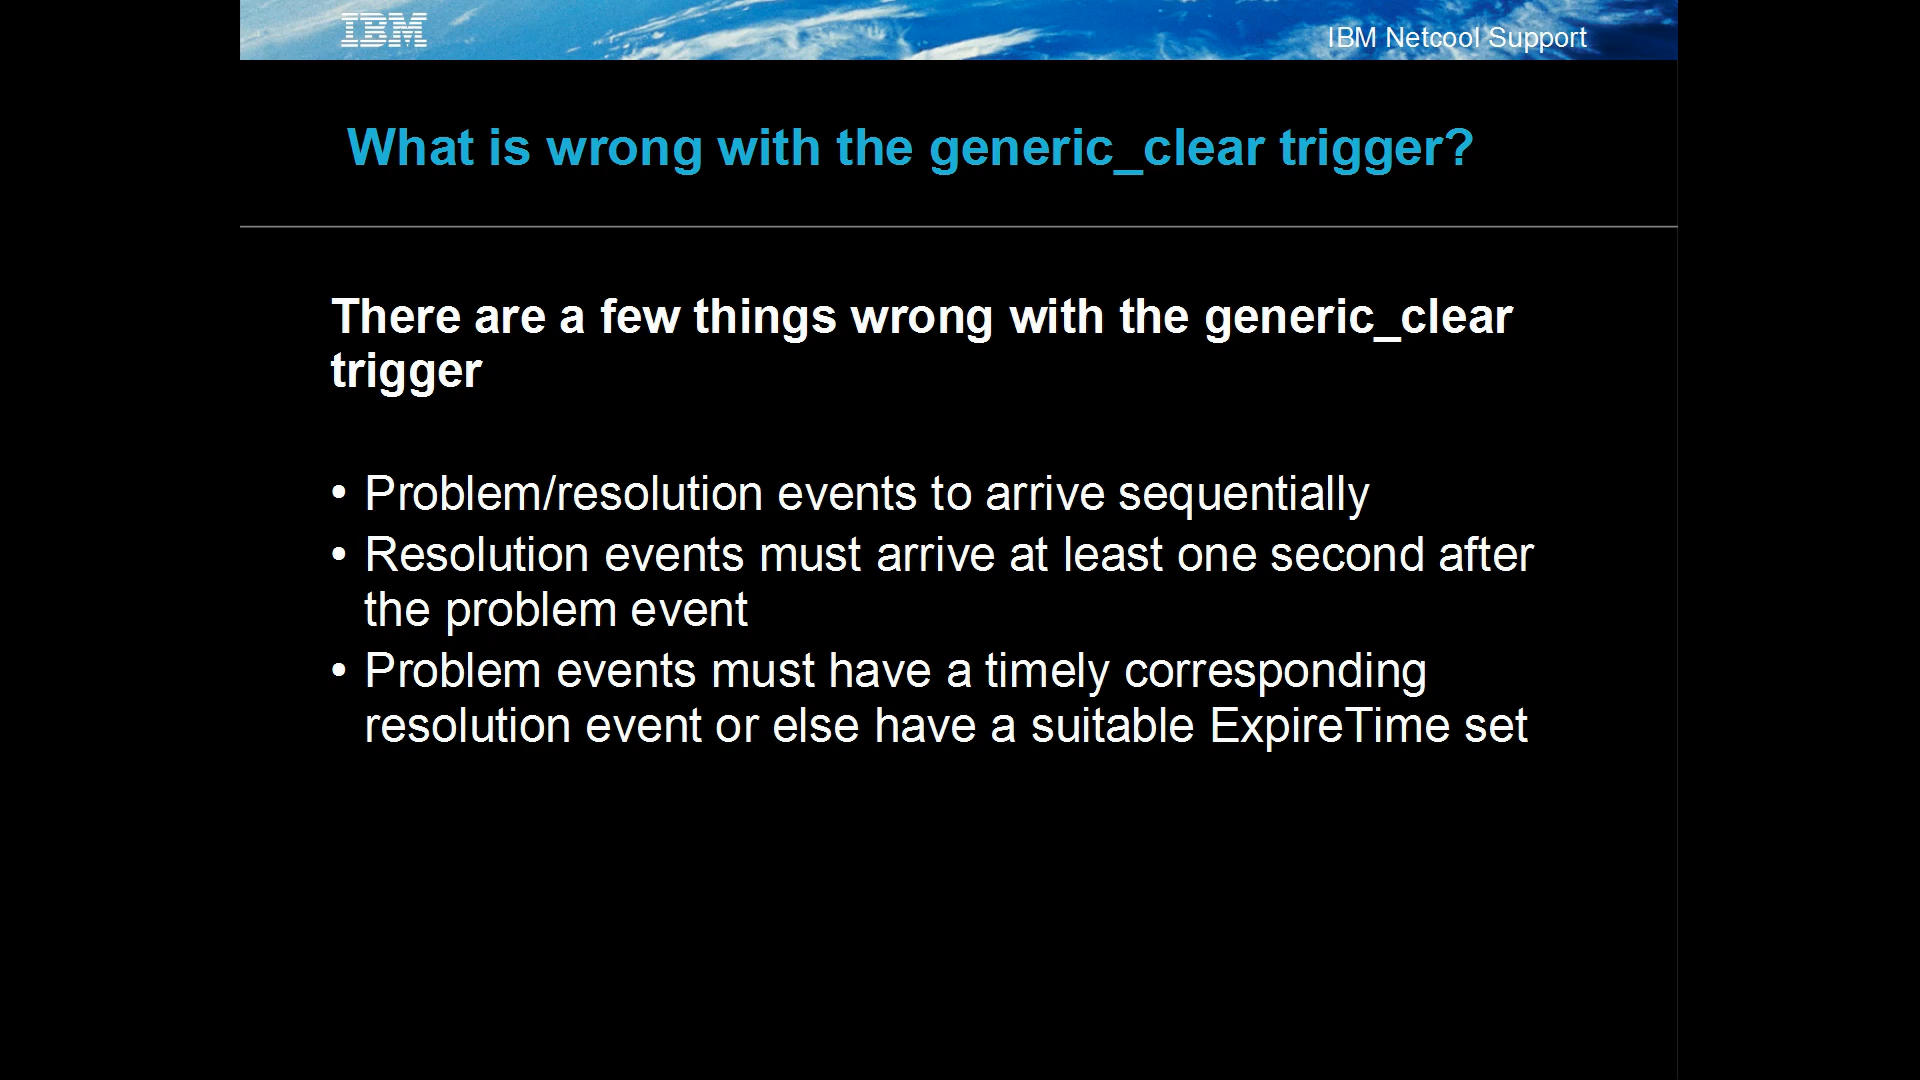 IBM
IBM Netcool Support
What is wrong with the generic_clear trigger?
There are a few things wrong with the generic_clear
trigger
• Problem/resolution events to arrive sequentially
• Resolution events must arrive at least one second after
the problem event
• Problem events must have a timely corresponding
resolution event or else have a suitable ExpireTime set